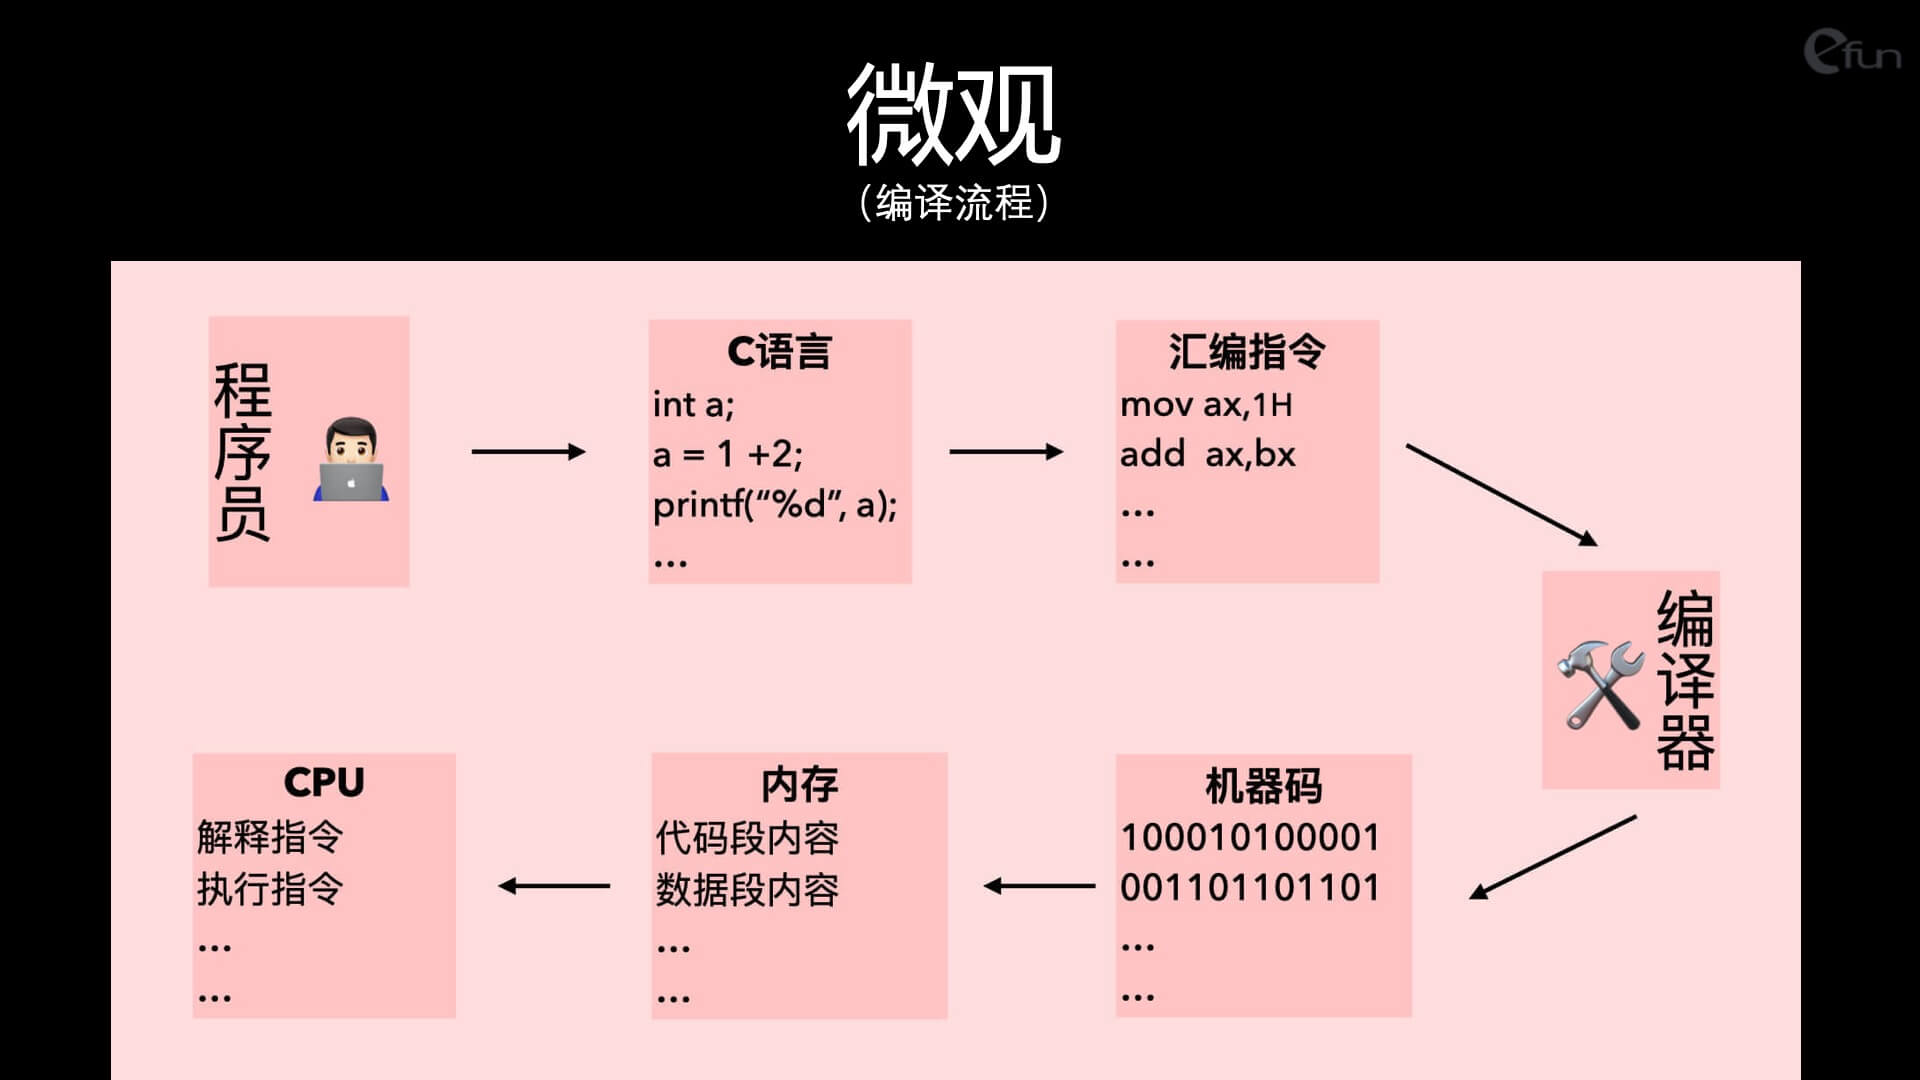 efun
微观
（编译流程）
程序员
C语言
int a;
a = 1 +2;
printf(“%d”, a);
...
汇编指令
mov ax,1H
add ax,bx
...
...
编译器
机器码
100010100001
001101101101
...
...
内存
代码段内容
数据段内容
...
...
CPU
解释指令
执行指令
...
...